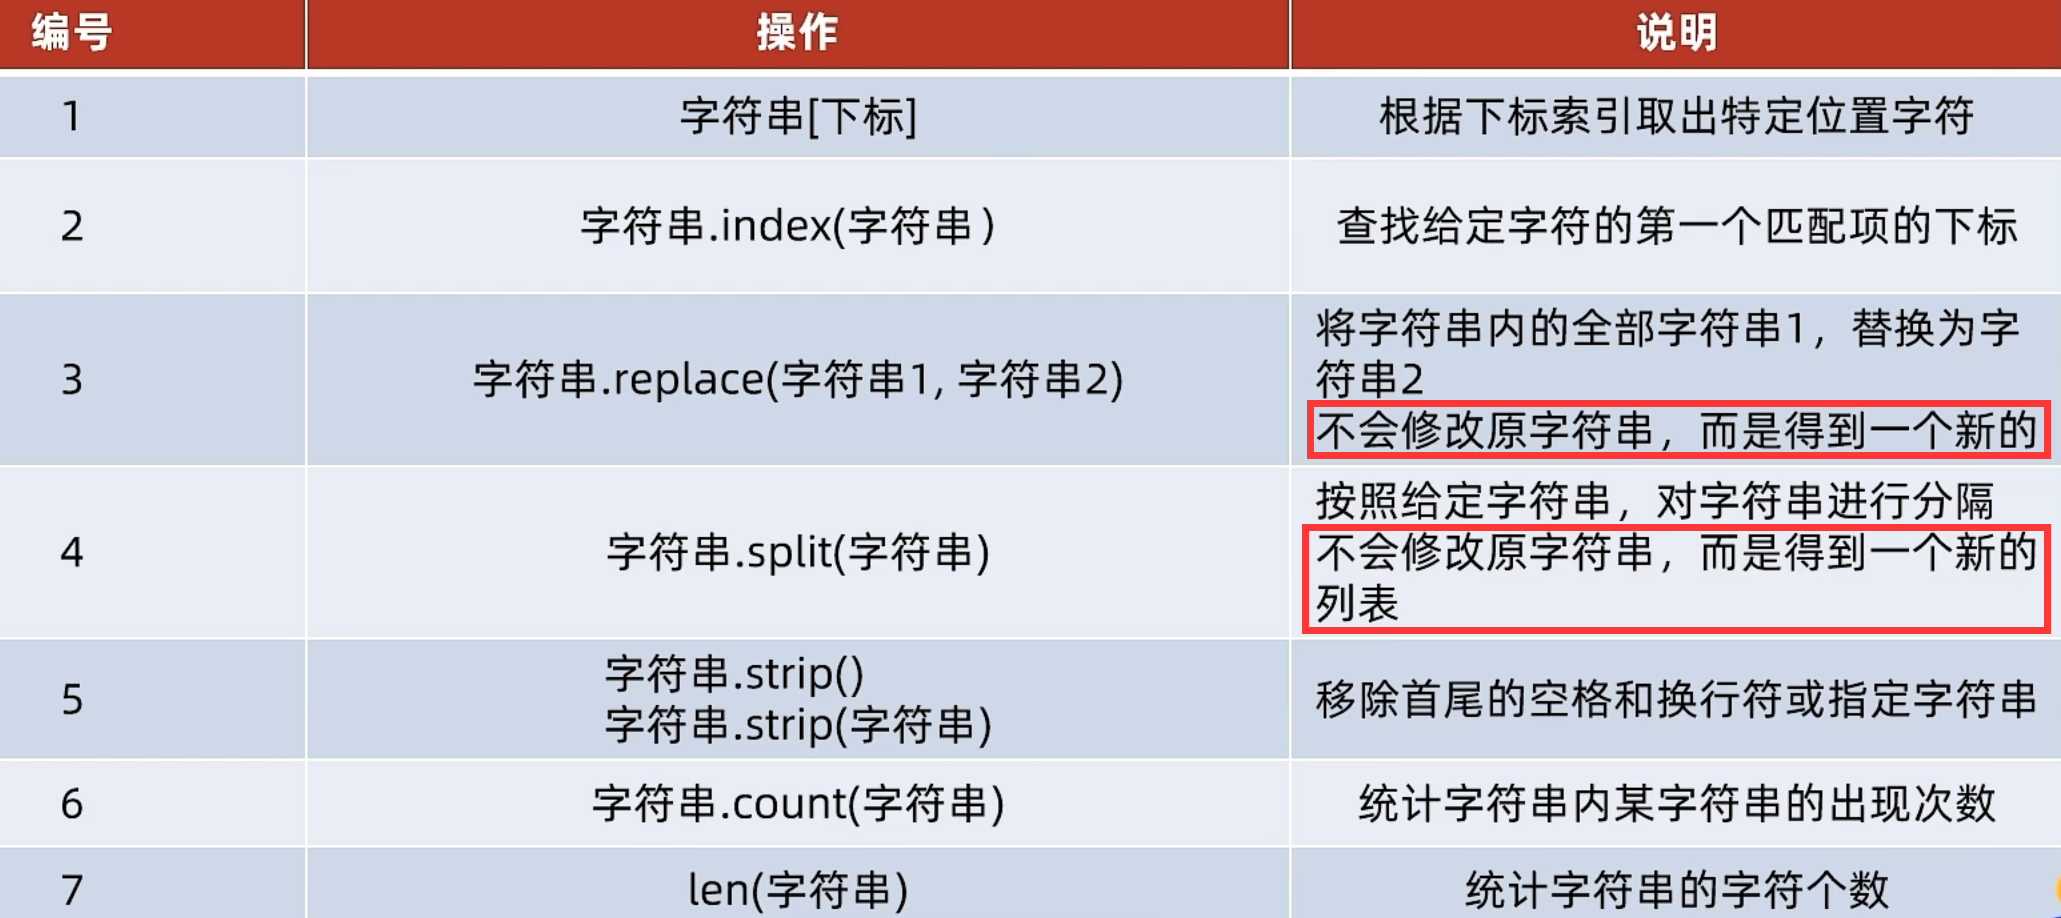 编号 操作 说明
1 字符串[下标] 根据下标索引取出特定位置字符
2 字符串.index(字符串) 查找给定字符的第一个匹配项的下标
3 字符串.replace(字符串1, 字符串2) 将字符串内的全部字符串1，替换为字
符串2
不会修改原字符串，而是得到一个新的
4 字符串.split(字符串) 按照给定字符串，对字符串进行分隔
不会修改原字符串，而是得到一个新的
列表
5 字符串.strip()
字符串.strip(字符串) 移除首尾的空格和换行符或指定字符串
6 字符串.count(字符串) 统计字符串内某字符串的出现次数
7 len(字符串) 统计字符串的字符个数